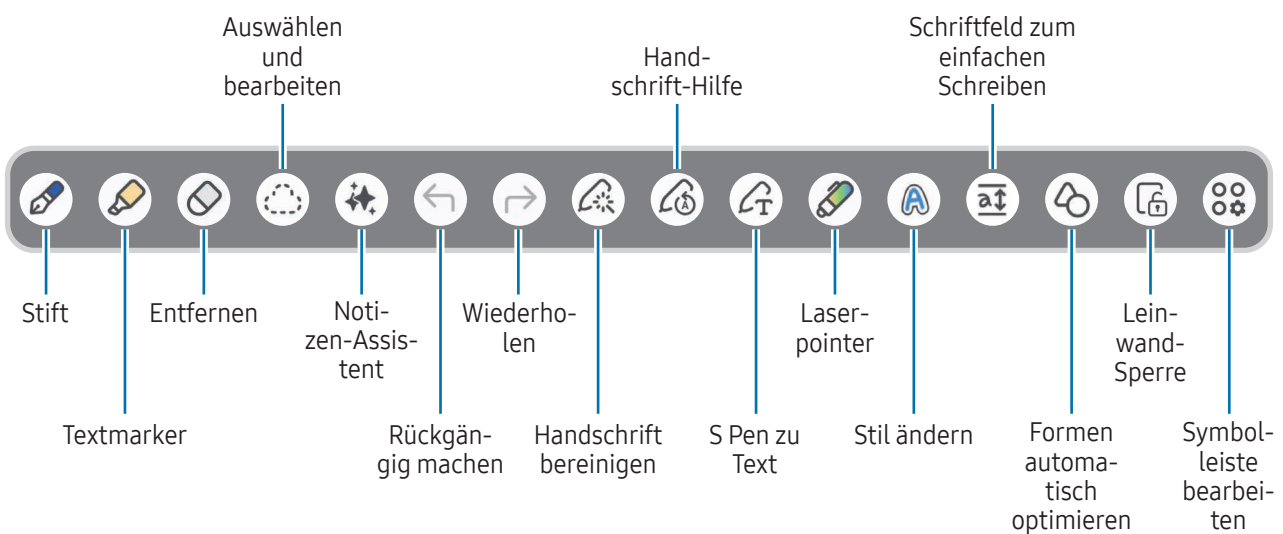 Auswählen
und
bearbeiten
Hand-
schrift-Hilfe
Schriftfeld zum
einfachen
Schreiben
Stift
Entfernen
Noti-
zen-Assis-
tent
Wiederho-
len
Laser-
pointer
Lein-
wand-
Sperre
Textmarker
Rückgän-
gig machen
Handschrift
bereinigen
S Pen zu
Text
Stil ändern
Formen
automa-
tisch
optimieren
Symbol-
leiste
bearbei-
ten